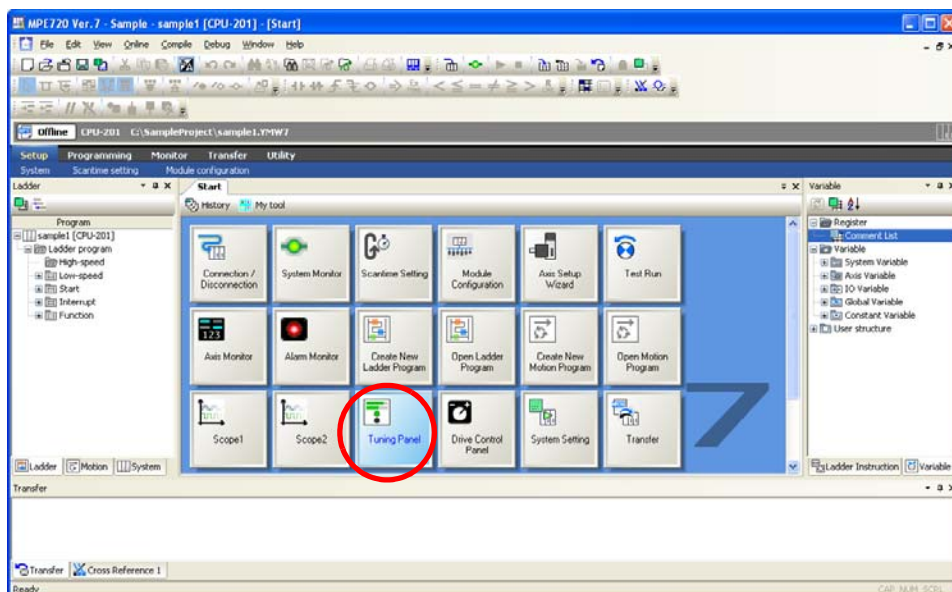 MPE720 Ver.7 - Sample - sample1 [CPU-201] - [Start]
File Edit View Online Compile Debug Window Help
Offline CPU-201 C:\SampleProject\sample1.YMW7
Setup Programming Monitor Transfer Utility
System Scantime setting Module configuration
Ladder
Program
sample1 [CPU-201]
Ladder program
High-speed
Low-speed
Start
Interrupt
Function
Ladder Motion System
Start
History My tool
Connection / Disconnection
System Monitor
Scantime Setting
Module Configuration
Axis Setup Wizard
Test Run
123
Axis Monitor
Alarm Monitor
Create New Ladder Program
Open Ladder Program
Create New Motion Program
Open Motion Program
Scope1
Scope2
Tuning Panel
Drive Control Panel
System Setting
Transfer
7
Variable
Register
Comment List
Variable
System Variable
Axis Variable
IO Variable
Global Variable
Constant Variable
User structure
Ladder Instruction Variable
Transfer
Transfer Cross Reference 1
Ready
CAP NUM SCRL